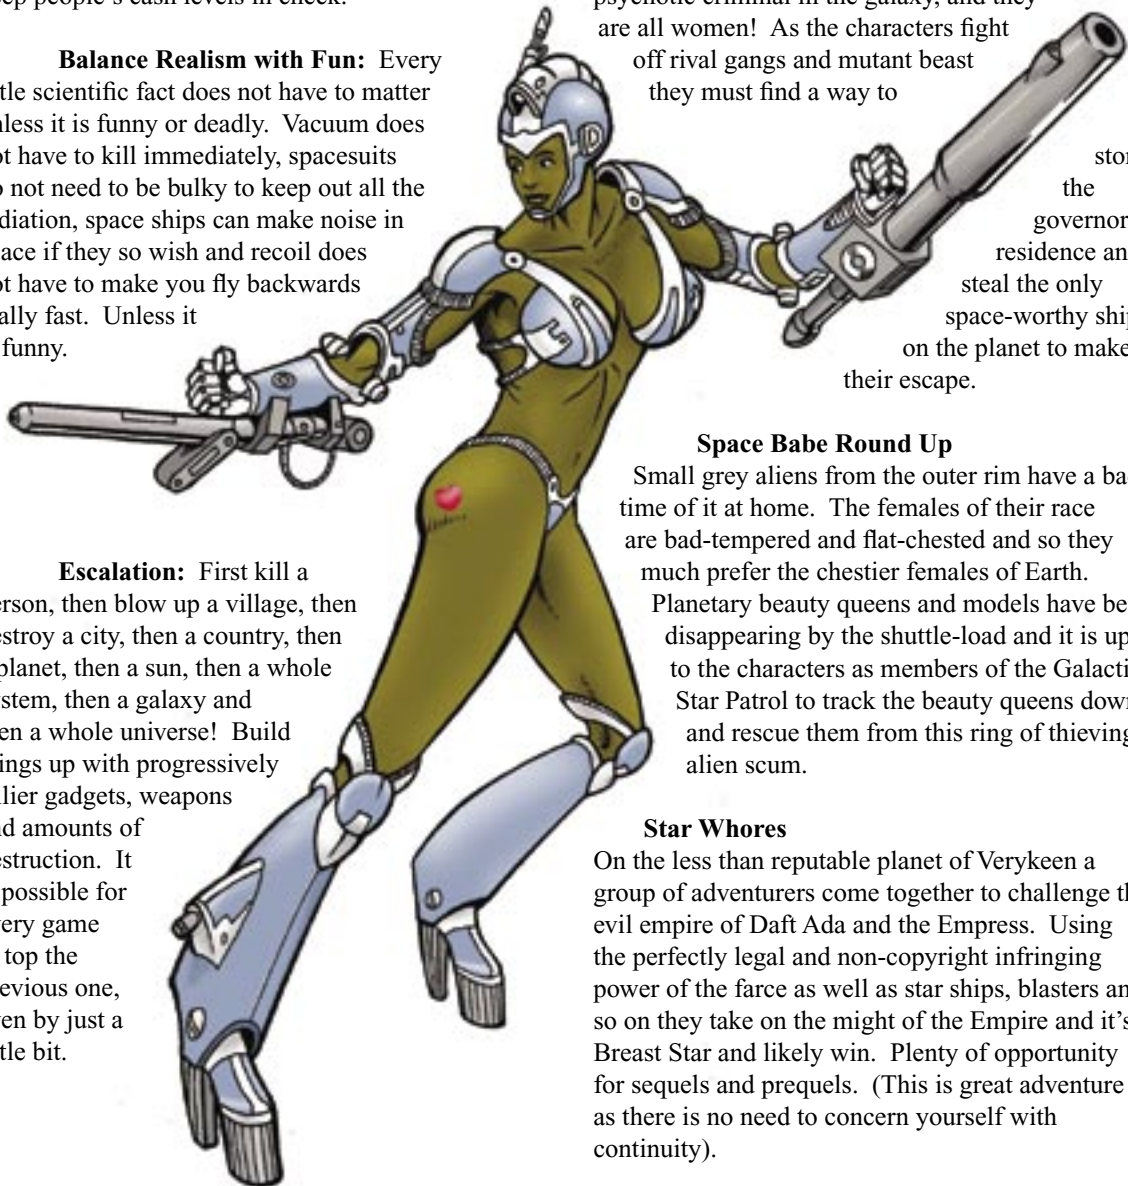 eep people's cash levels in check.
Balance Realism with Fun: Every
ttle scientific fact does not have to matter
nless it is funny or deadly. Vacuum does
ot have to kill immediately, spacesuits
o not need to be bulky to keep out all the
diation, space ships can make noise in
ace if they so wish and recoil does
ot have to make you fly backwards
ally fast. Unless it
funny.
Escalation: First kill a
erson, then blow up a village, then
estroy a city, then a country, then
planet, then a sun, then a whole
ystem, then a galaxy and
en a whole universe! Build
ings up with progressively
llier gadgets, weapons
nd amounts of
estruction. It
possible for
very game
top the
evious one,
ven by just a
ttle bit.
psychotic criminal in the galaxy, and they
are all women! As the characters fight
off rival gangs and mutant beast
they must find a way to
stor
the
governor
residence an
steal the only
space-worthy ship
on the planet to make
their escape.
Space Babe Round Up
Small grey aliens from the outer rim have a ba
time of it at home. The females of their race
are bad-tempered and flat-chested and so they
much prefer the chestier females of Earth.
Planetary beauty queens and models have be
disappearing by the shuttle-load and it is up
to the characters as members of the Galacti
Star Patrol to track the beauty queens down
and rescue them from this ring of thieving
alien scum.
Star Whores
On the less than reputable planet of Verykeen a
group of adventurers come together to challenge th
evil empire of Daft Ada and the Empress. Using
the perfectly legal and non-copyright infringing
power of the farce as well as star ships, blasters an
so on they take on the might of the Empire and it's
Breast Star and likely win. Plenty of opportunity
for sequels and prequels. (This is great adventure
as there is no need to concern yourself with
continuity).